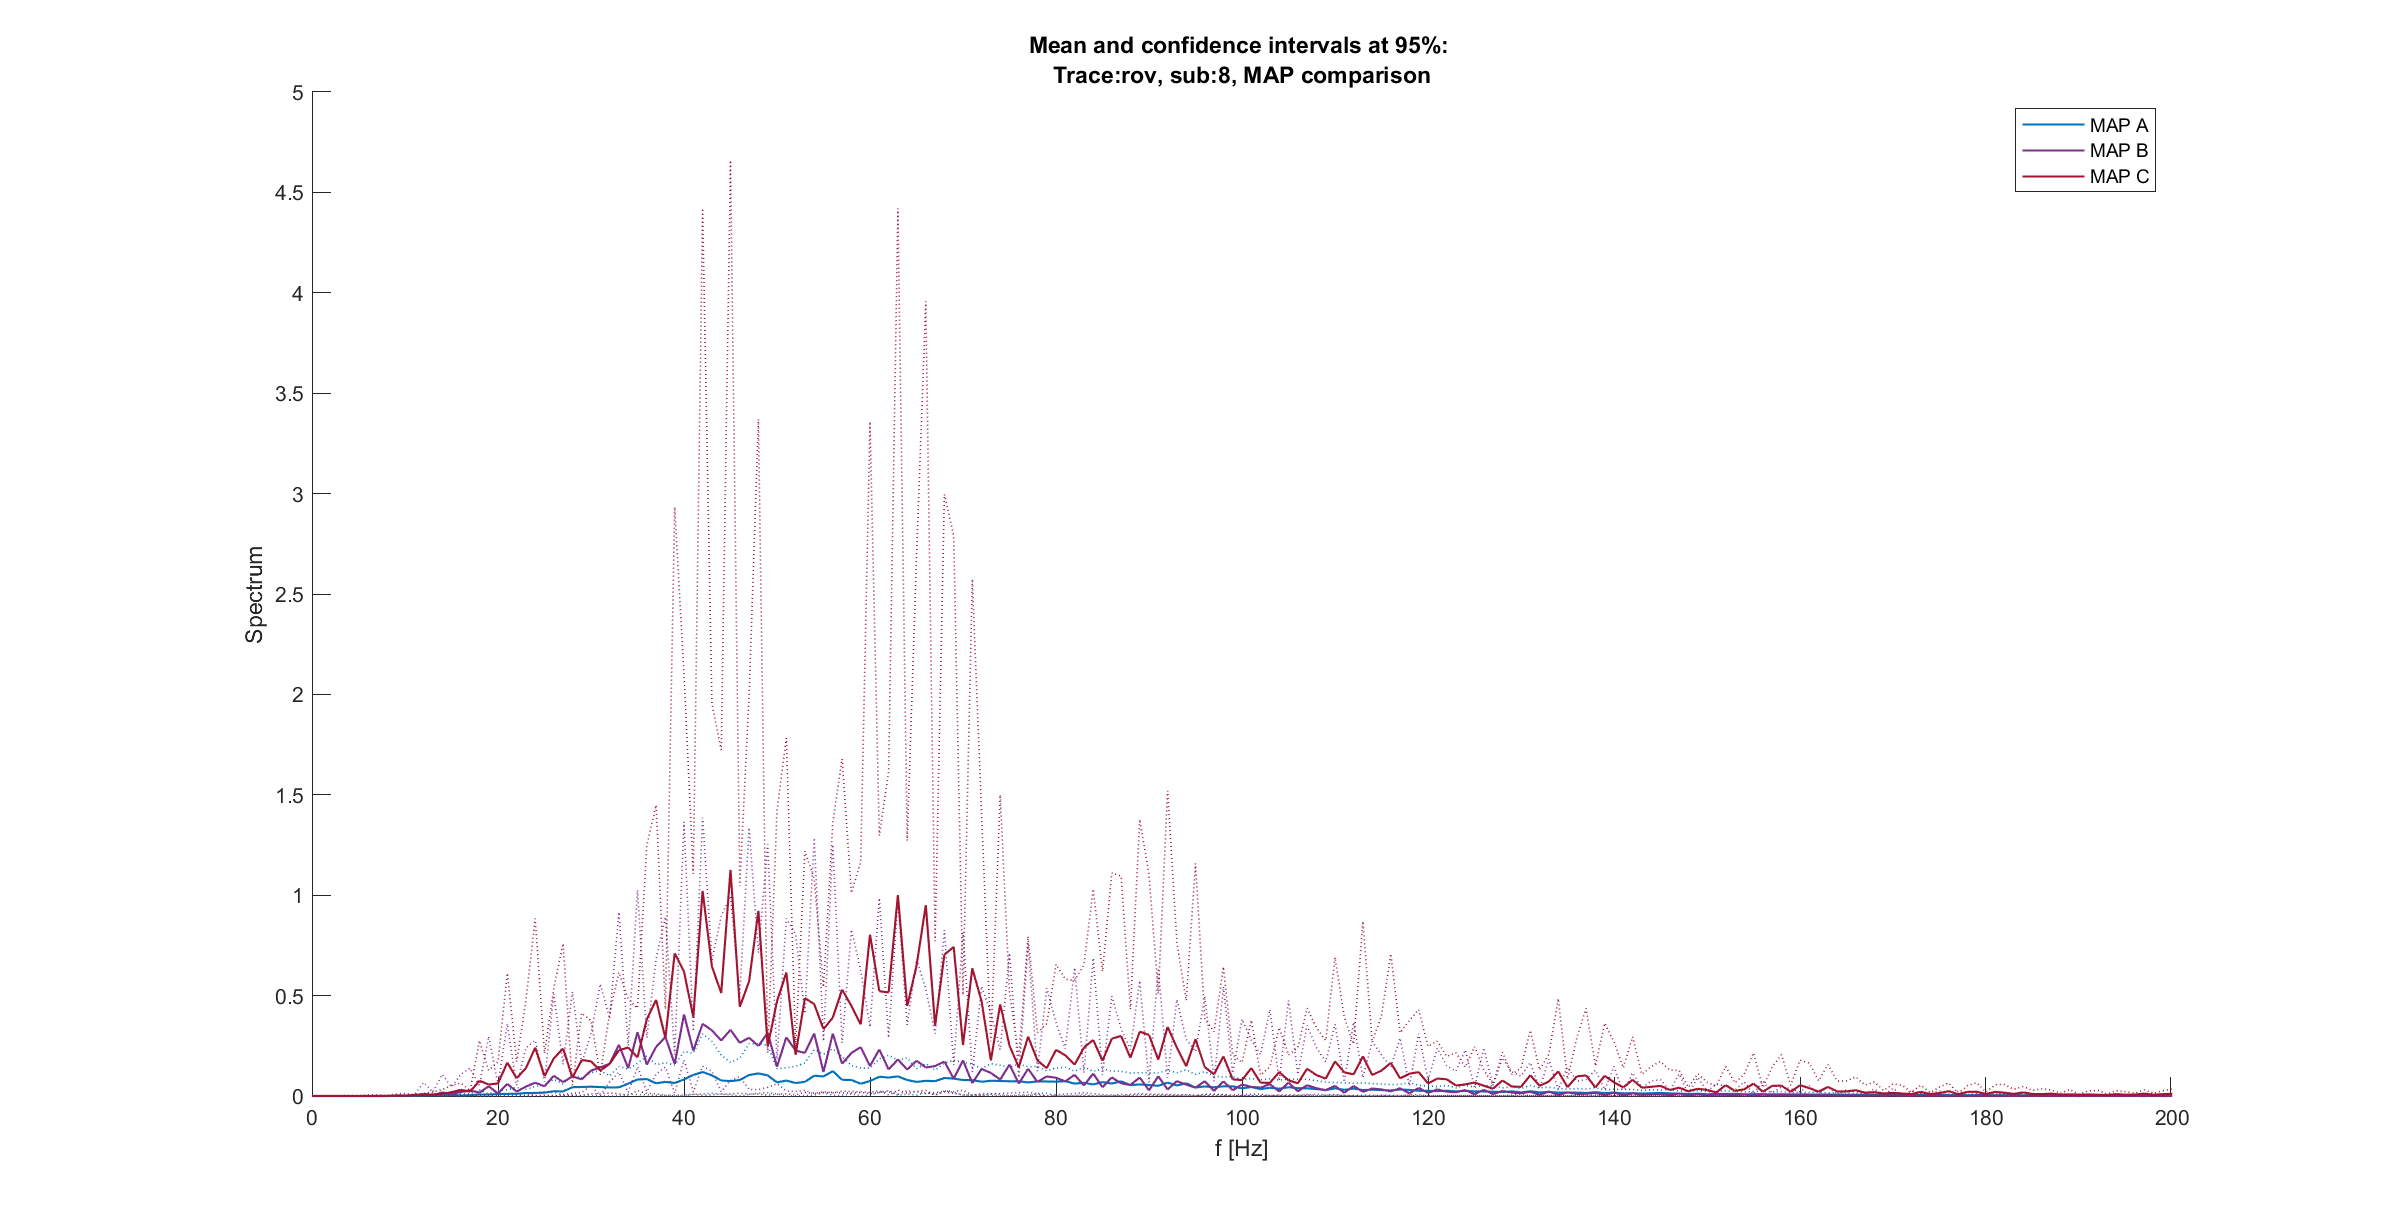 Mean and confidence intervals at 95%:
Trace:rov, sub:8, MAP comparison
MAP A
MAP B
MAP C
Spectrum
5
4.5
4
3.5
3
2.5
2
1.5
1
0.5
0
0 20 40 60 80 100 120 140 160 180 200
f [Hz]